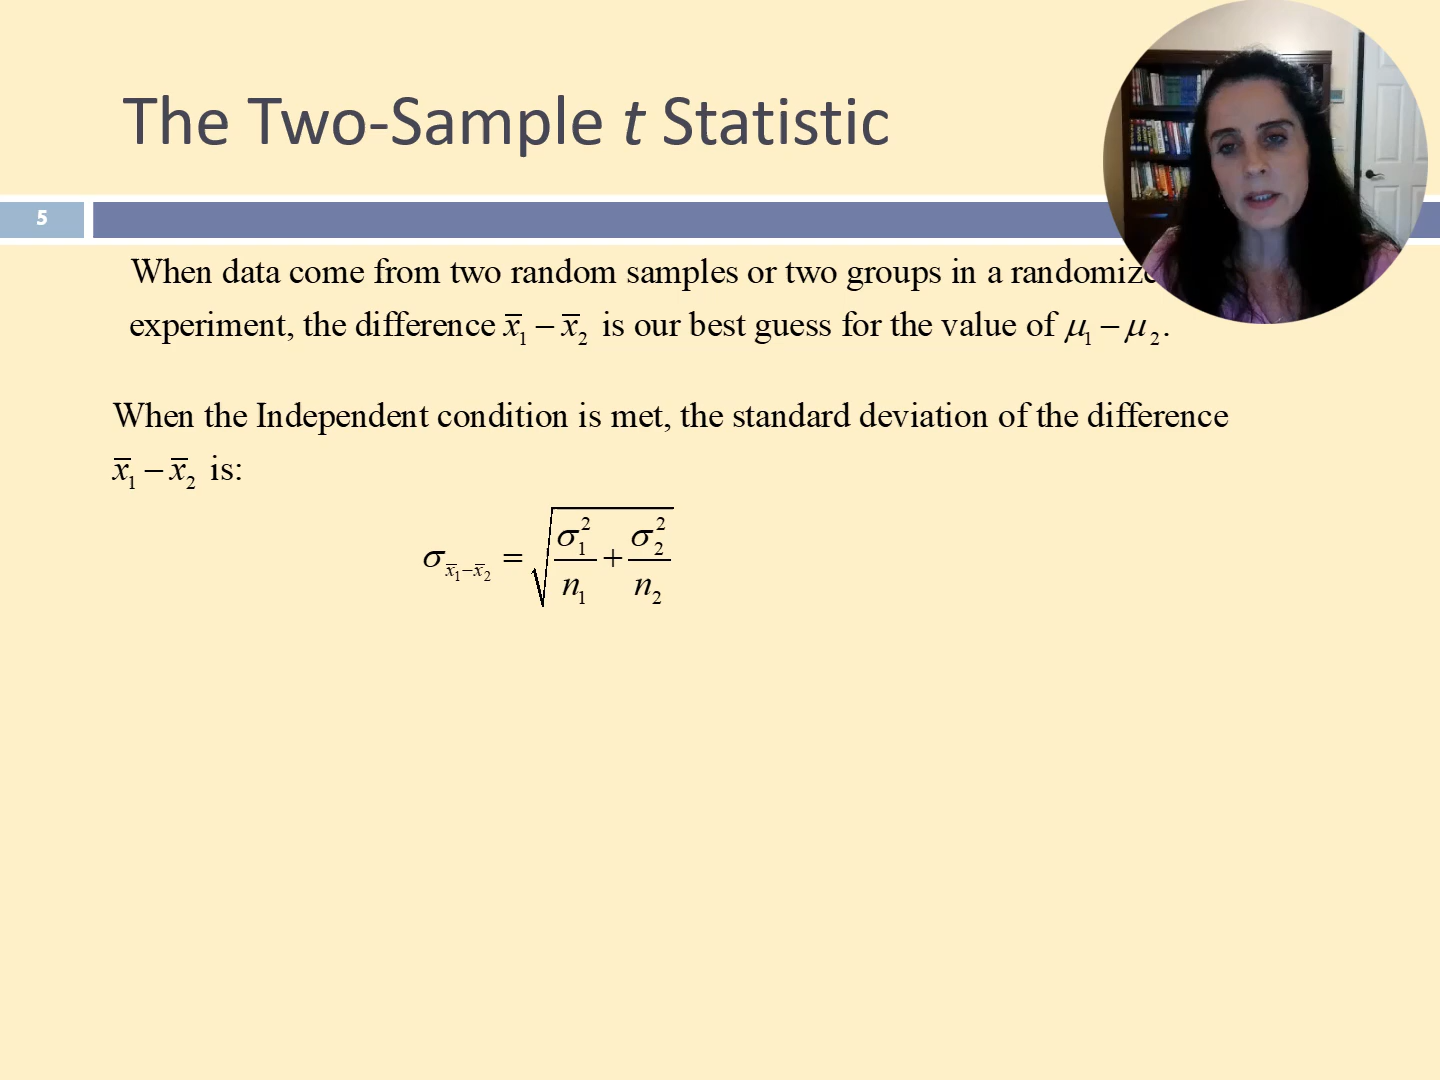 The Two-Sample t Statistic
5
When data come from two random samples or two groups in a
experiment, the difference x̄₁ − x̄₂ is our best guess for the value of μ₁ − μ₂.
When the Independent condition is met, the standard deviation of the difference
x̄₁ − x̄₂ is:
σ_x̄₁−x̄₂ = √(σ₁²/n₁ + σ₂²/n₂)